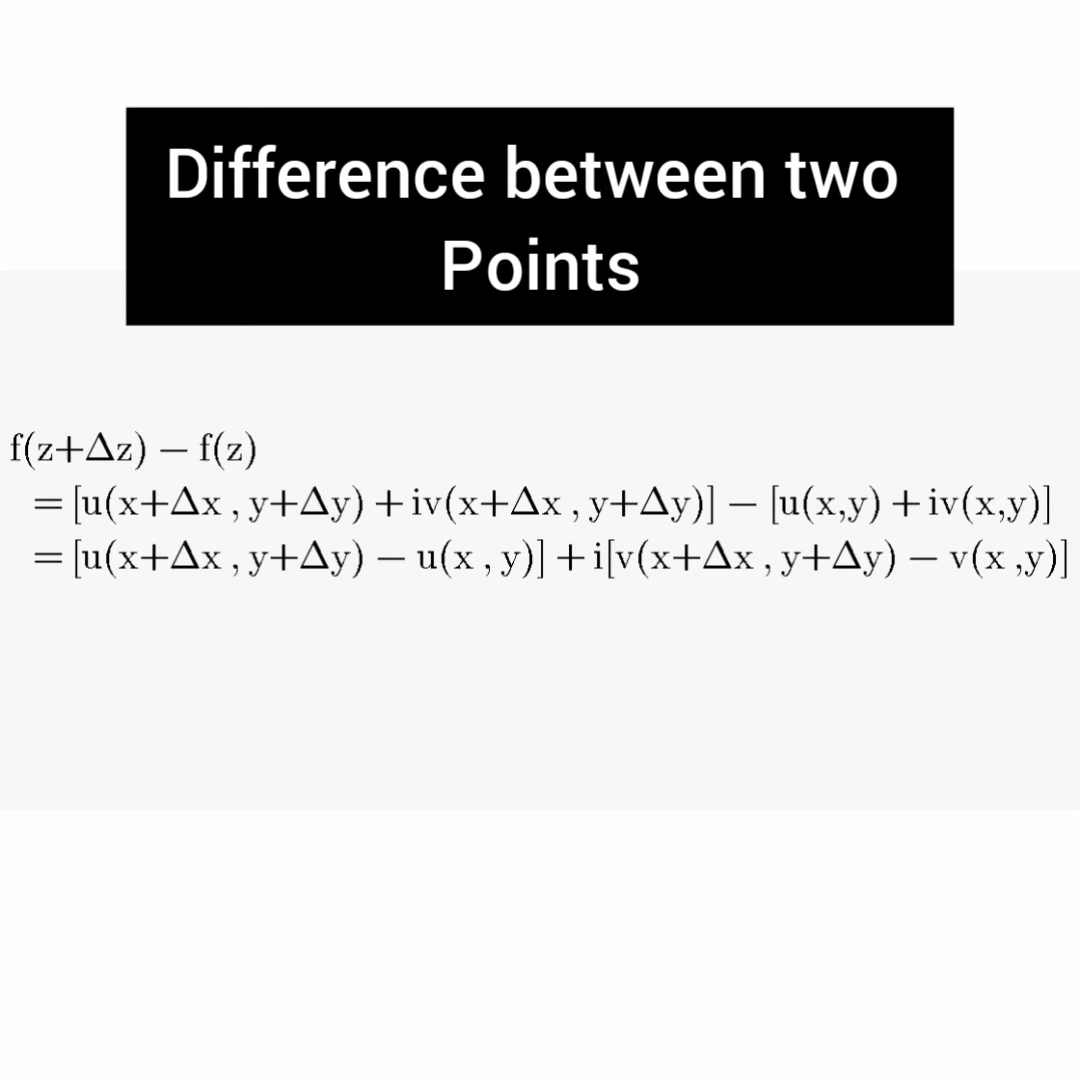 Difference between two
Points
f(z+Δz) − f(z)
= [u(x+Δx , y+Δy) + iv(x+Δx , y+Δy)] − [u(x,y) + iv(x,y)]
= [u(x+Δx , y+Δy) − u(x , y)] + i[v(x+Δx , y+Δy) − v(x ,y)]